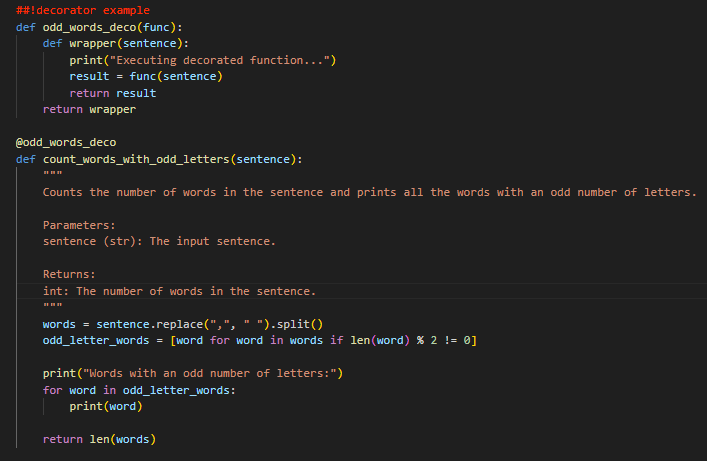 ##!decorator example
def odd_words_deco(func):
    def wrapper(sentence):
        print("Executing decorated function...")
        result = func(sentence)
        return result
    return wrapper

@odd_words_deco
def count_words_with_odd_letters(sentence):
    """
    Counts the number of words in the sentence and prints all the words with an odd number of letters.

    Parameters:
    sentence (str): The input sentence.

    Returns:
    int: The number of words in the sentence.
    """
    words = sentence.replace(",", " ").split()
    odd_letter_words = [word for word in words if len(word) % 2 != 0]

    print("Words with an odd number of letters:")
    for word in odd_letter_words:
        print(word)

    return len(words)